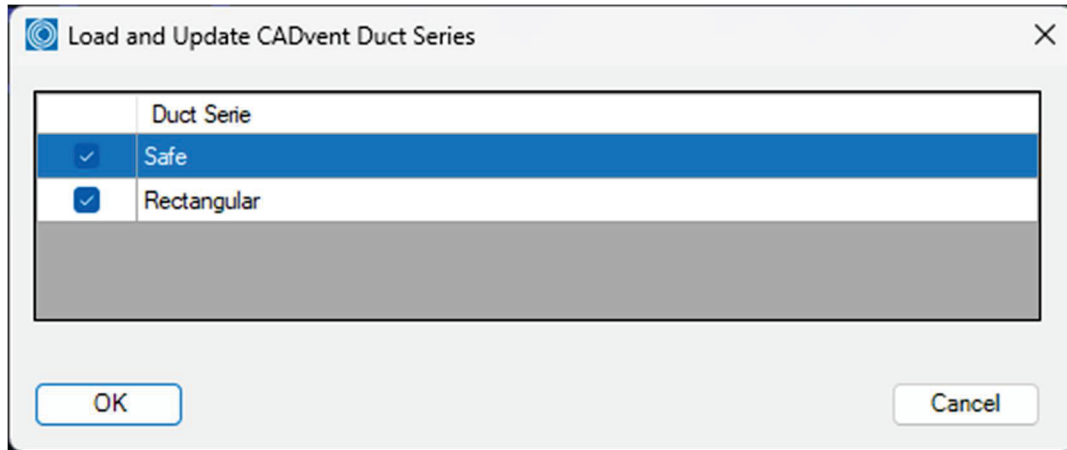 Load and Update CADvent Duct Series
Duct Serie
Safe
Rectangular
OK
Cancel